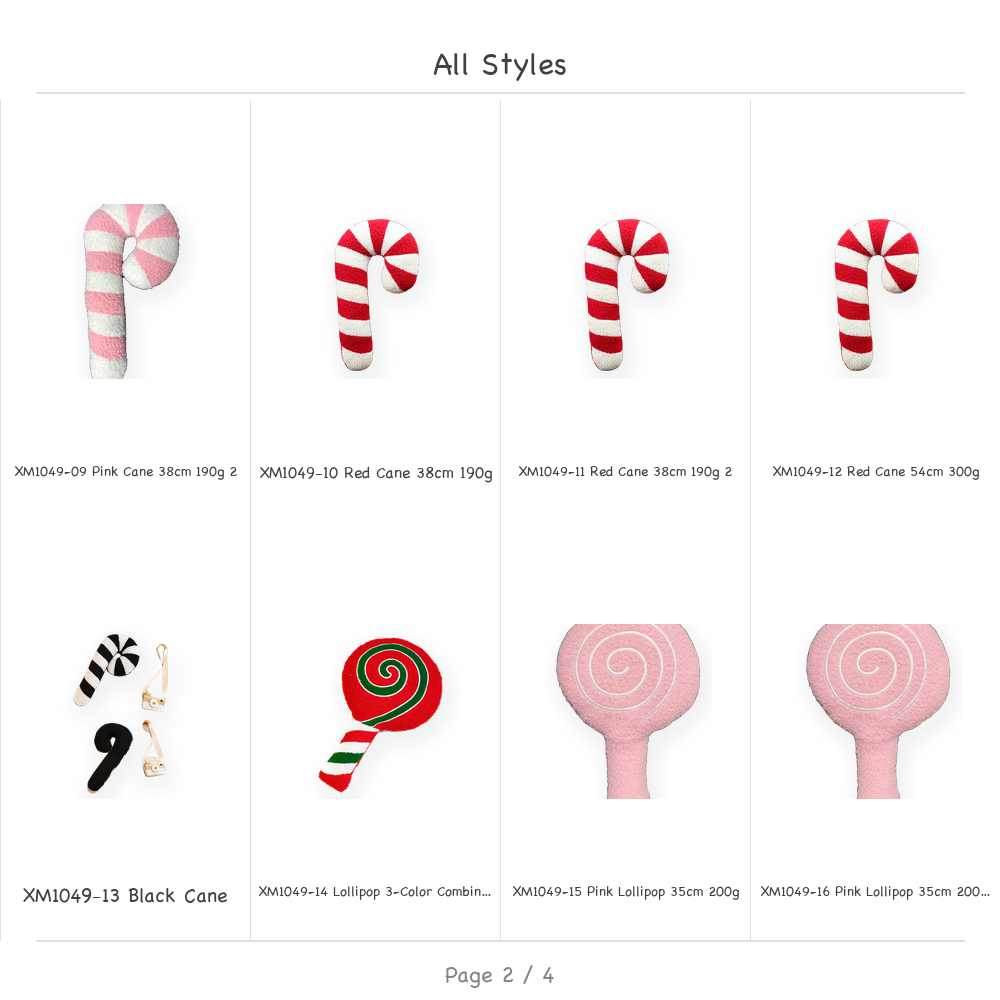 All Styles
XM1049-09 Pink Cane 38cm 190g 2
XM1049-10 Red Cane 38cm 190g
XM1049-11 Red Cane 38cm 190g 2
XM1049-12 Red Cane 54cm 300g
XM1049-13 Black Cane
XM1049-14 Lollipop 3-Color Combin...
XM1049-15 Pink Lollipop 35cm 200g
XM1049-16 Pink Lollipop 35cm 200...
Page 2 / 4